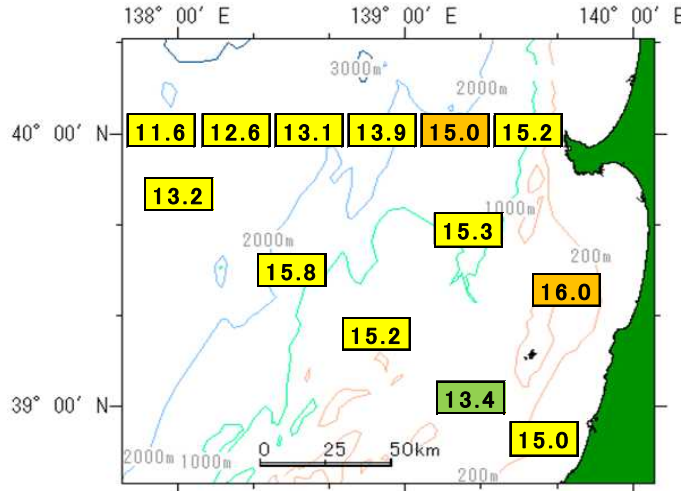 138° 00′ E
139° 00′ E
140° 00′ E
3000m
2000m
40° 00′ N
11.6
12.6
13.1
13.9
15.0
15.2
13.2
1000m
15.3
2000m
200m
15.8
16.0
15.2
39° 00′ N
13.4
15.0
0 25 50km
2000m
1000m
200m